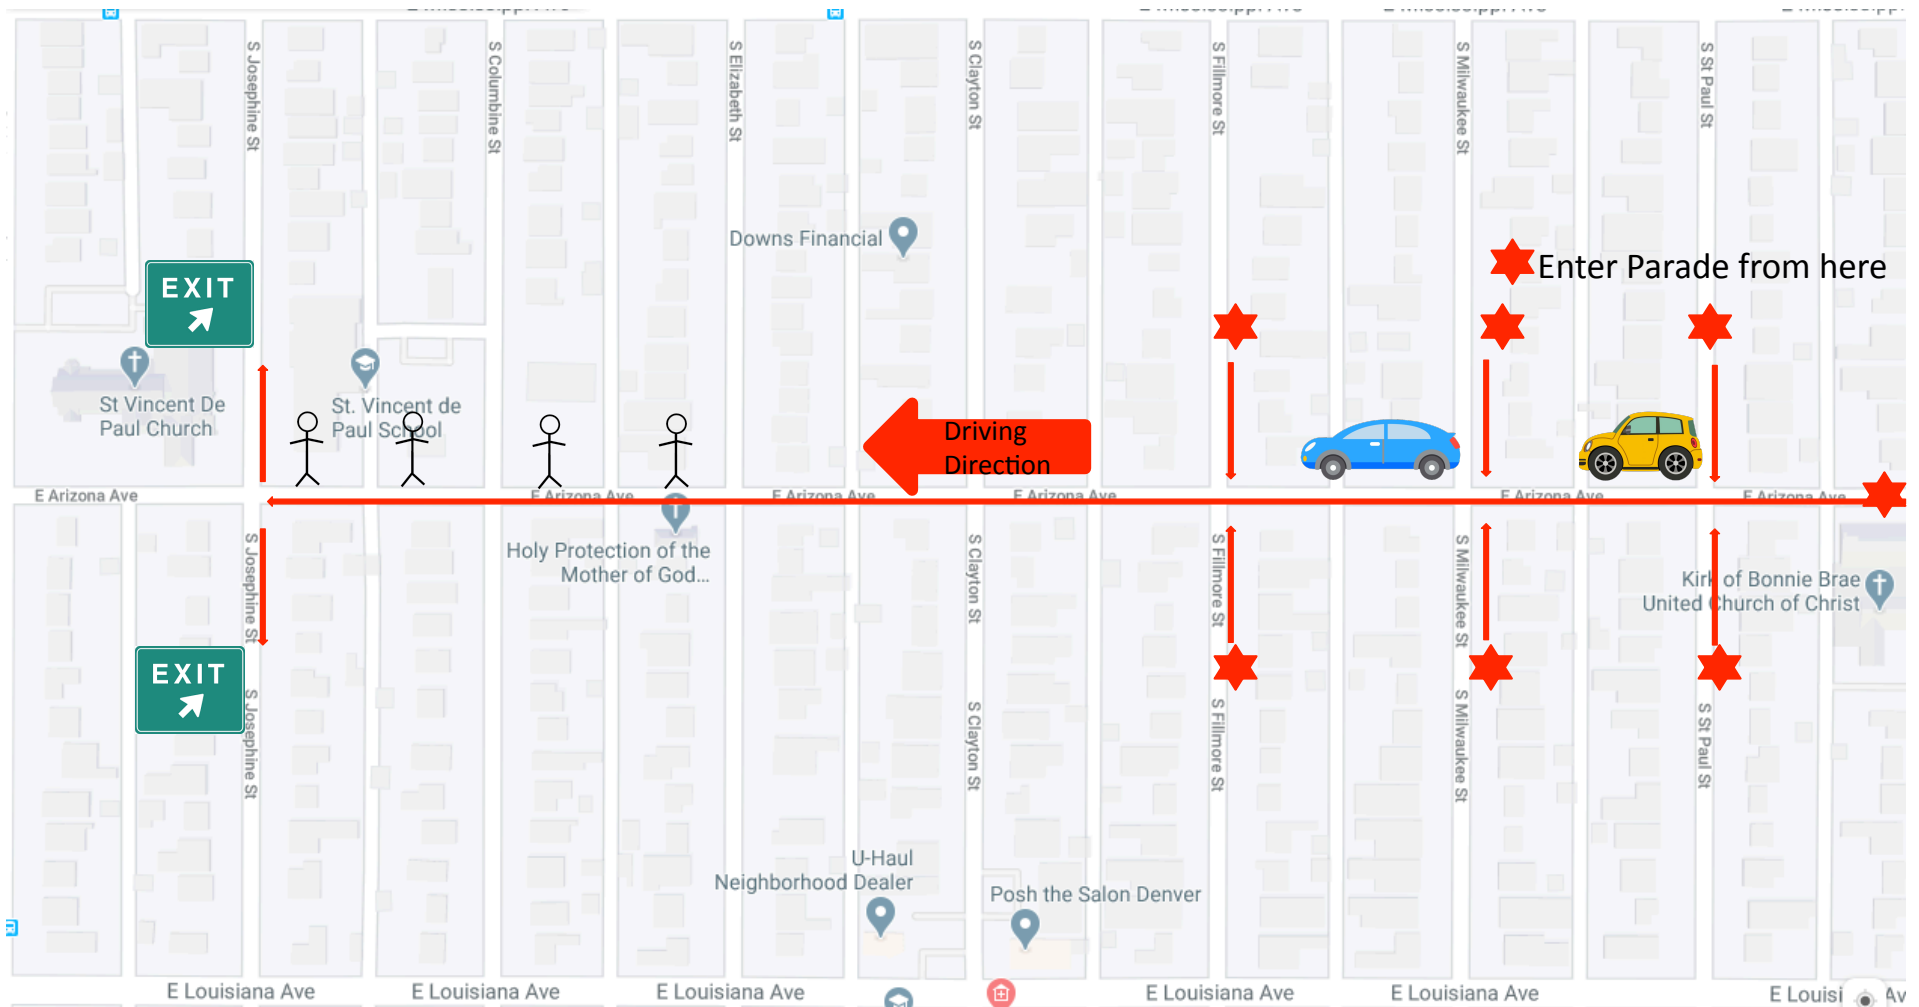 S Josephine St
S Columbine St
S Elizabeth St
S Clayton St
S Fillmore St
S Milwaukee St
S St Paul St
Downs Financial
EXIT
Enter Parade from here
St Vincent De
Paul Church
St. Vincent de
Paul School
Driving
Direction
E Arizona Ave
E Arizona Ave
E Arizona Ave
E Arizona Ave
E Arizona Ave
E Arizona Ave
Holy Protection of the
Mother of God...
S Josephine St
S Clayton St
S Fillmore St
S Milwaukee St
Kirk of Bonnie Brae
United Church of Christ
EXIT
S Josephine St
S Clayton St
S Fillmore St
S Milwaukee St
S St Paul St
U-Haul
Neighborhood Dealer
Posh the Salon Denver
E Louisiana Ave
E Louisiana Ave
E Louisiana Ave
E Louisiana Ave
E Louisiana Ave